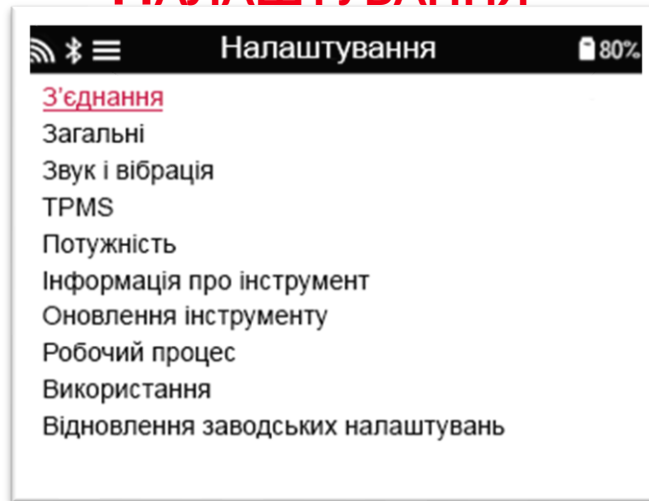 НАЛАШТУВАННЯ
Налаштування 80%
З'єднання
Загальні
Звук і вібрація
TPMS
Потужність
Інформація про інструмент
Оновлення інструменту
Робочий процес
Використання
Відновлення заводських налаштувань